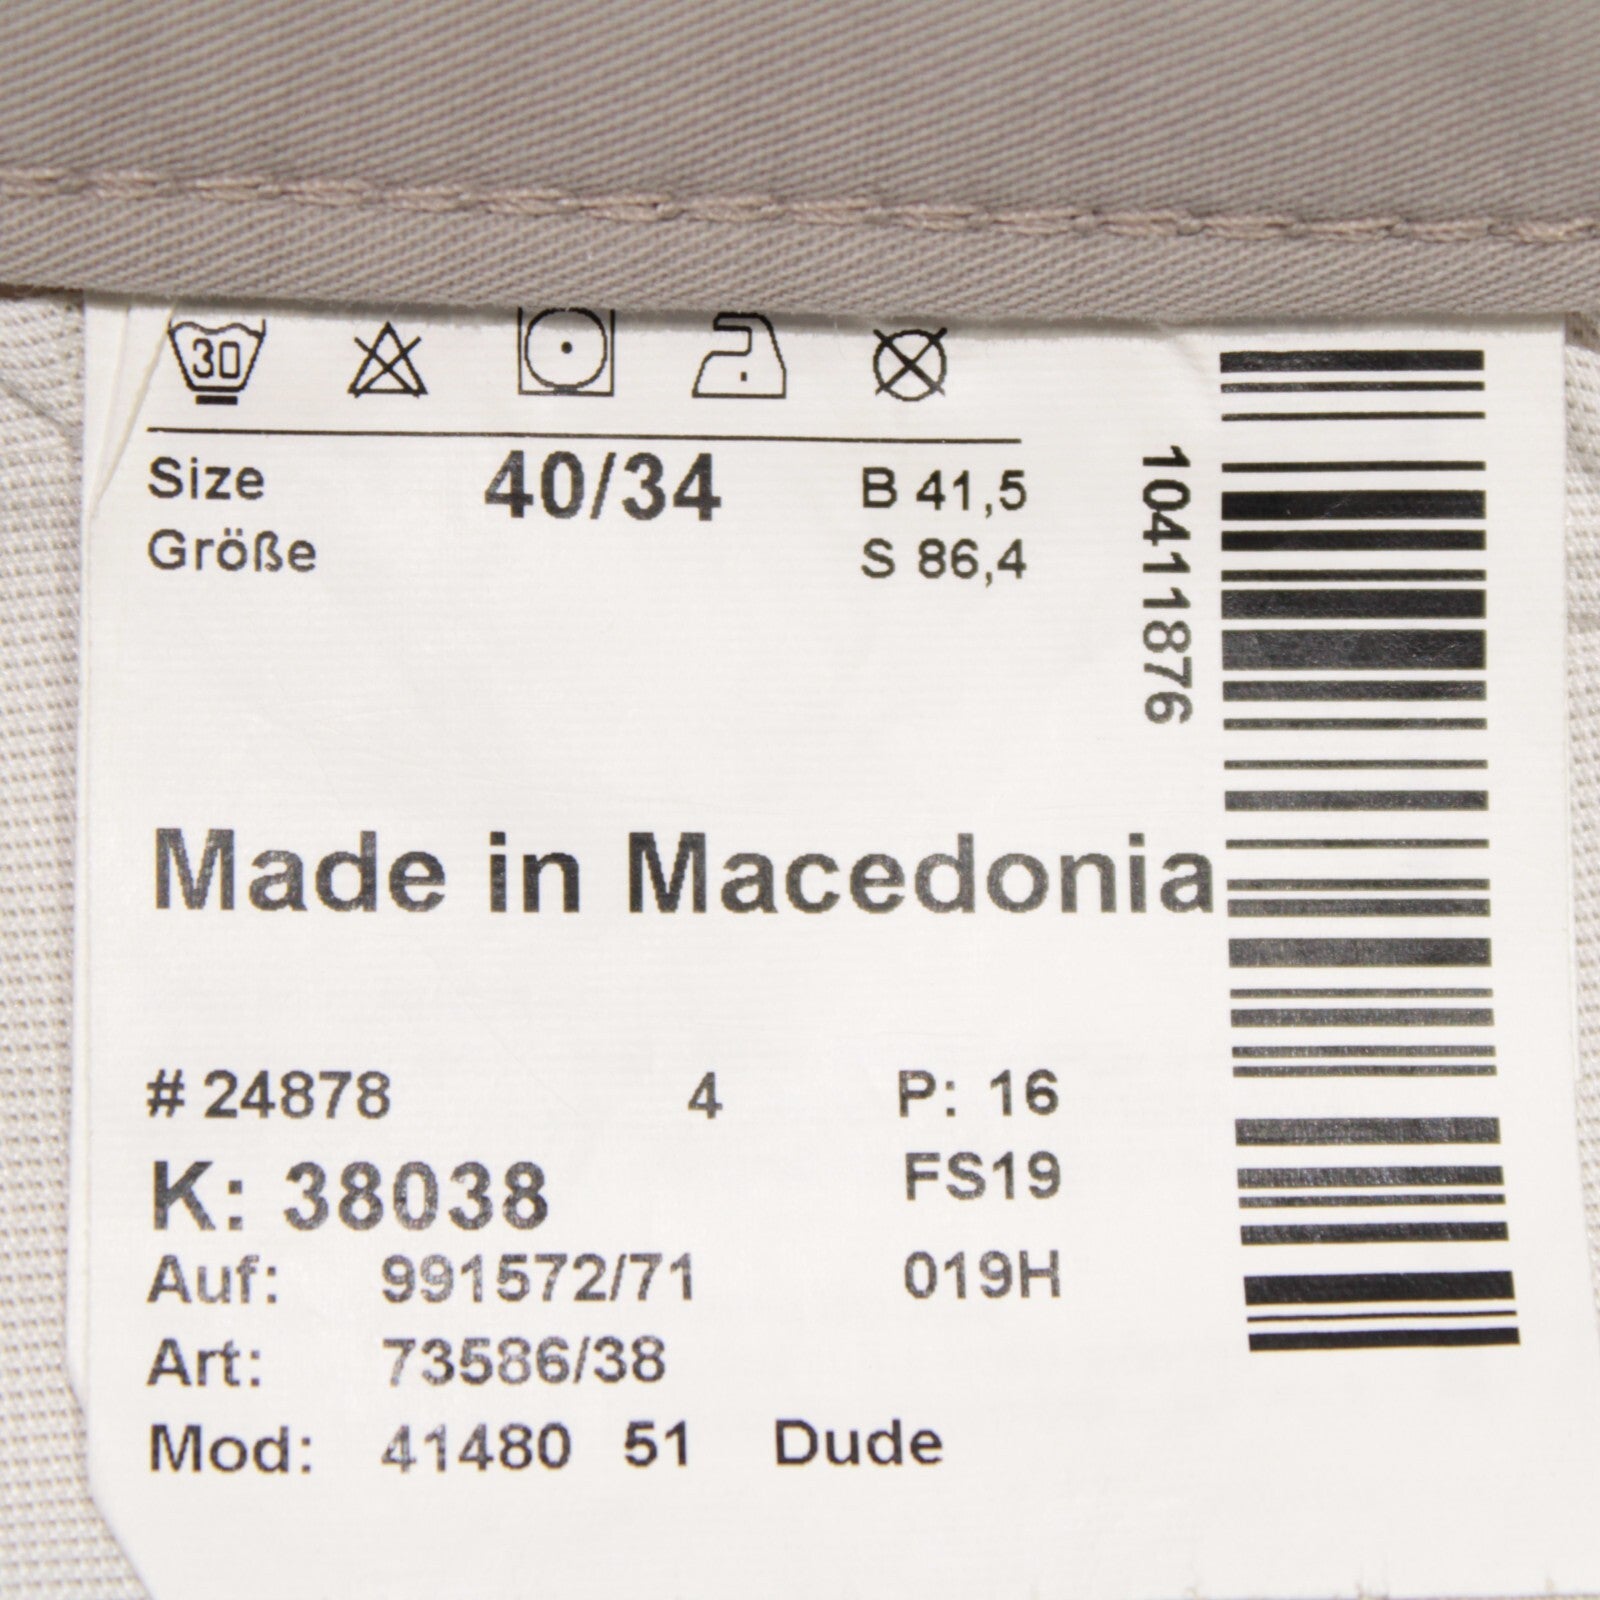 30
Size 40/34 B 41,5
Größe S 86,4
10411876
Made in Macedonia
# 24878 4 P: 16
K: 38038 FS19
Auf: 991572/71 019H
Art: 73586/38
Mod: 41480 51 Dude